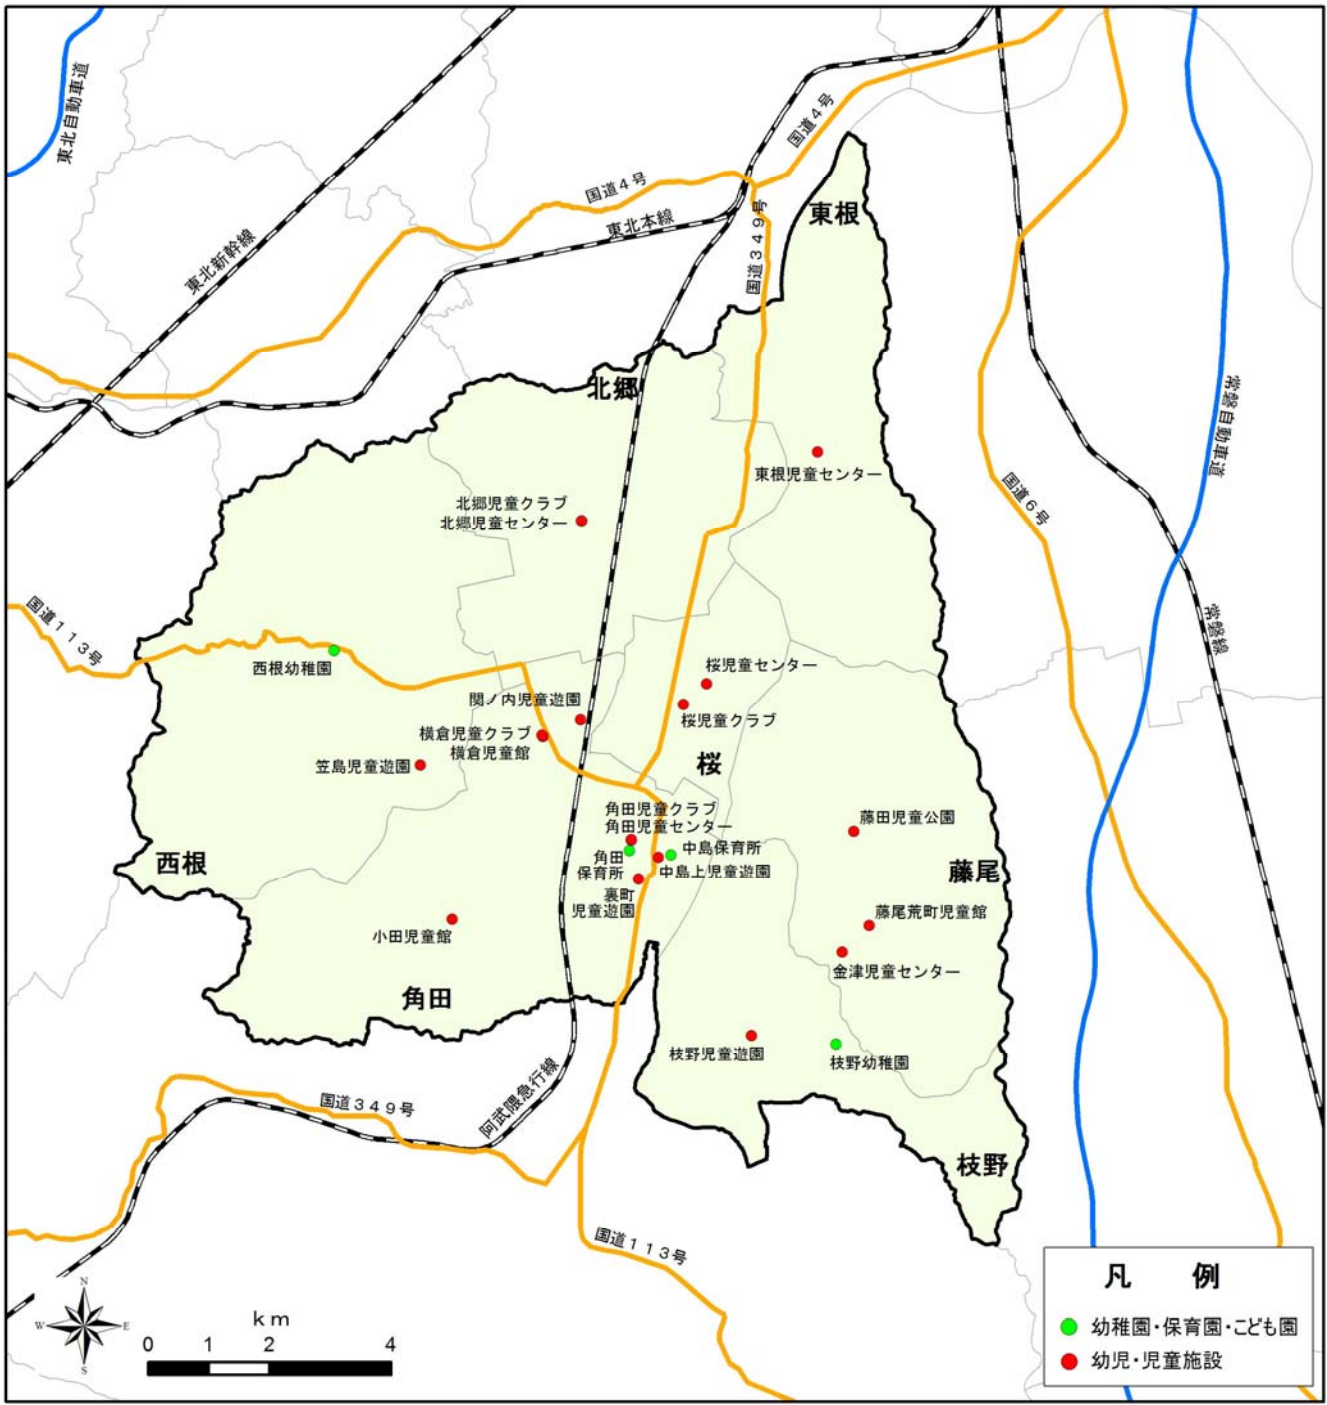 東北自動車道
国道4号
国道4号
東北本線
東北新幹線
国道349号
東根
北郷
常磐自動車道
東根児童センター
国道6号
北郷児童クラブ
北郷児童センター
国道113号
常磐線
西根幼稚園
桜児童センター
関ノ内児童遊園
桜児童クラブ
横倉児童クラブ
横倉児童館
笠島児童遊園
桜
角田児童クラブ
角田児童センター
藤田児童公園
中島保育所
角田
保育所
中島上児童遊園
西根
藤尾
裏町
児童遊園
藤尾荒町児童館
小田児童館
金津児童センター
角田
枝野児童遊園
枝野幼稚園
阿武隈急行線
国道349号
枝野
国道113号
凡 例
幼稚園・保育園・こども園
幼児・児童施設
N
W
E
S
km
0 1 2 4